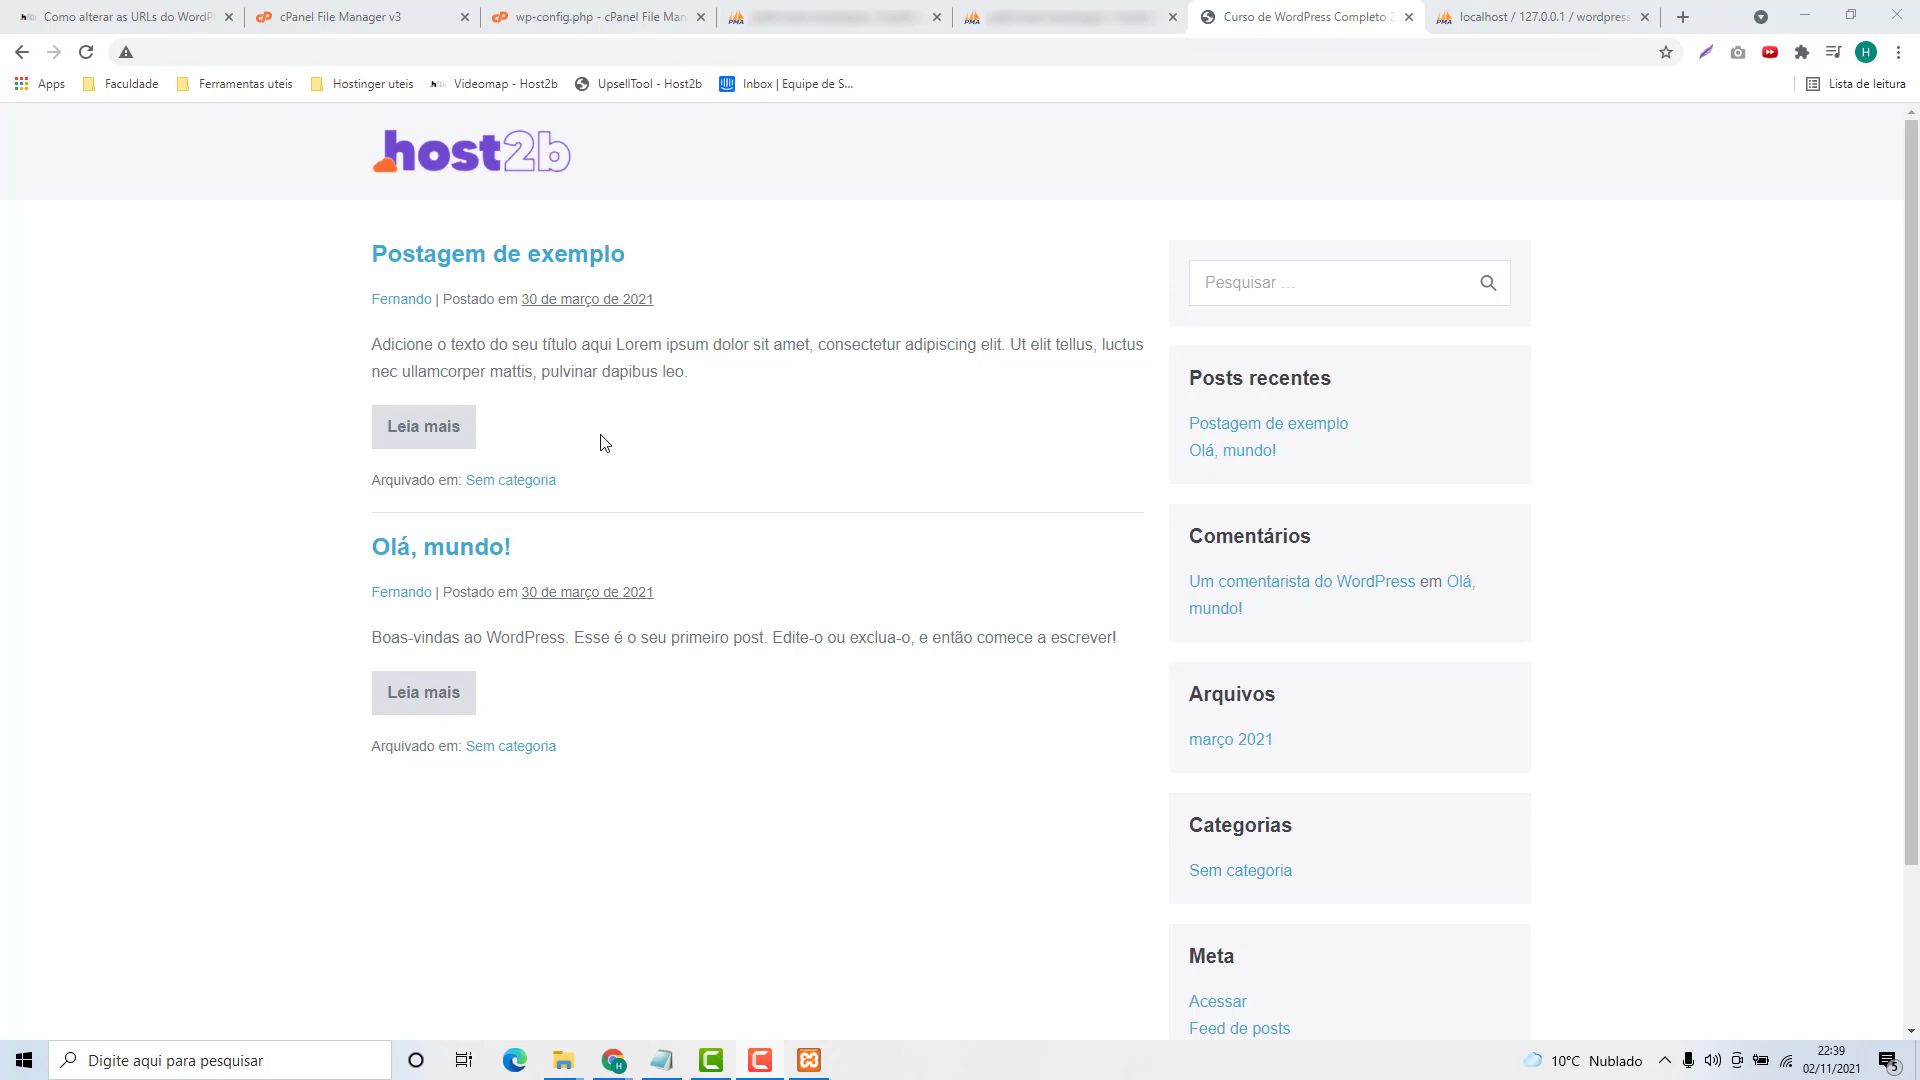 Como alterar as URLs do WordP
cPanel File Manager v3
wp-config.php - cPanel File Man
Curso de WordPress Completo 2
localhost / 127.0.0.1 / wordpress
H
Apps
Faculdade
Ferramentas uteis
Hostinger uteis
Videomap - Host2b
UpsellTool - Host2b
Inbox | Equipe de S...
Lista de leitura
host2b
Postagem de exemplo
Fernando | Postado em 30 de março de 2021
Adicione o texto do seu título aqui Lorem ipsum dolor sit amet, consectetur adipiscing elit. Ut elit tellus, luctus
nec ullamcorper mattis, pulvinar dapibus leo.
Leia mais
Arquivado em: Sem categoria
Olá, mundo!
Fernando | Postado em 30 de março de 2021
Boas-vindas ao WordPress. Esse é o seu primeiro post. Edite-o ou exclua-o, e então comece a escrever!
Leia mais
Arquivado em: Sem categoria
Pesquisar ...
Posts recentes
Postagem de exemplo
Olá, mundo!
Comentários
Um comentarista do WordPress em Olá,
mundo!
Arquivos
março 2021
Categorias
Sem categoria
Meta
Acessar
Feed de posts
Digite aqui para pesquisar
10°C Nublado
22:39
02/11/2021
5